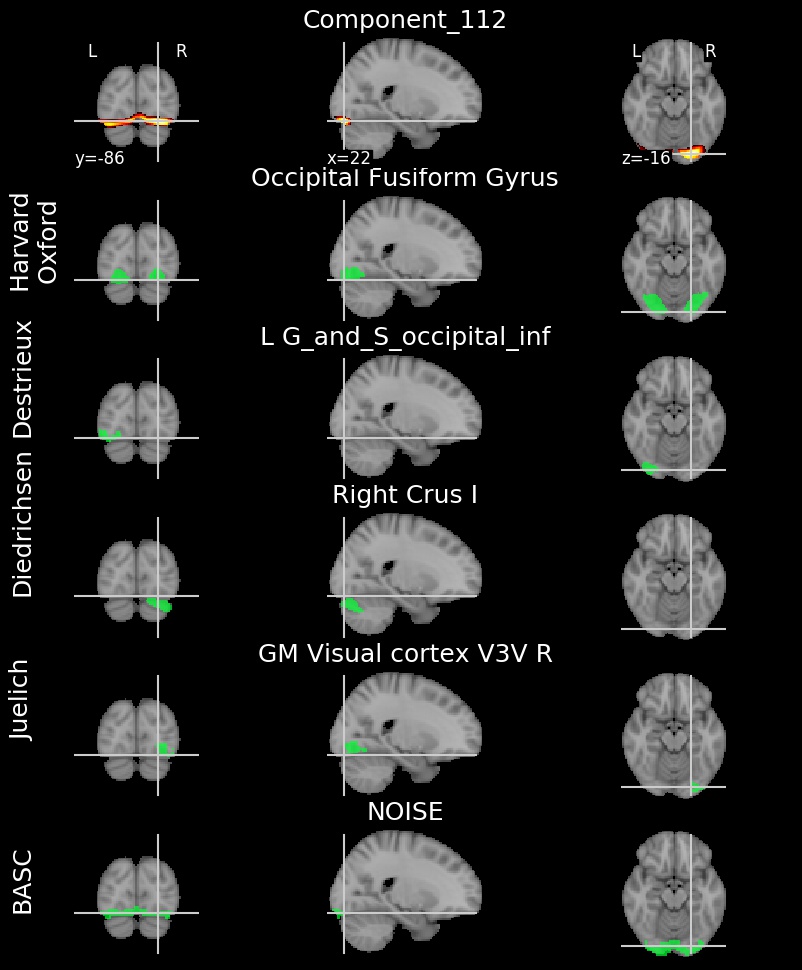 Component_112
L R
L R
y=-86
x=22
z=-16
Occipital Fusiform Gyrus
Harvard
Oxford
L G_and_S_occipital_inf
Destrieux
Right Crus I
Diedrichsen
GM Visual cortex V3V R
Juelich
NOISE
BASC